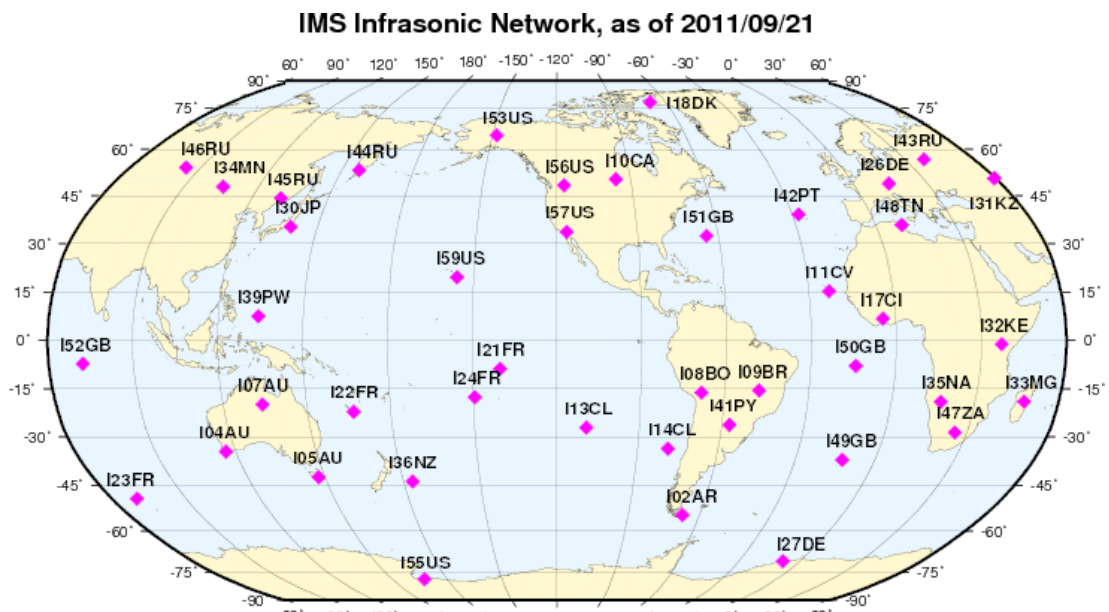 IMS Infrasonic Network, as of 2011/09/21
60° 90° 120° 150° 180° -150° -120° -90° -60° -30° 0° 30° 60°
90° 90°
75° I18DK 75°
I53US
60° I46RU I44RU I43RU 60°
I34MN I56US I10CA I26DE
45° I45RU 45°
I30JP I57US I51GB I42PT I48TN I31KZ
30° 30°
I59US
15° I11CV 15°
I39PW I17CI
0° I52GB I32KE 0°
I21FR I50GB
-15° I07AU I22FR I24FR I08BO I09BR I35NA I33MG -15°
I13CL I41PY I47ZA
-30° I04AU I14CL I49GB -30°
I05AU I36NZ
-45° I23FR -45°
I02AR
-60° -60°
I55US I27DE
-75° -75°
-90 -90°